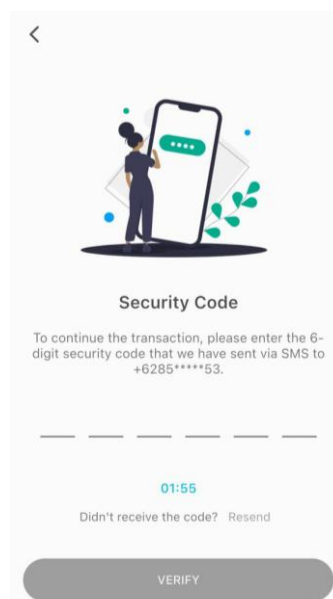 Security Code
To continue the transaction, please enter the 6-
digit security code that we have sent via SMS to
+6285*****53.
01:55
Didn't receive the code? Resend
VERIFY